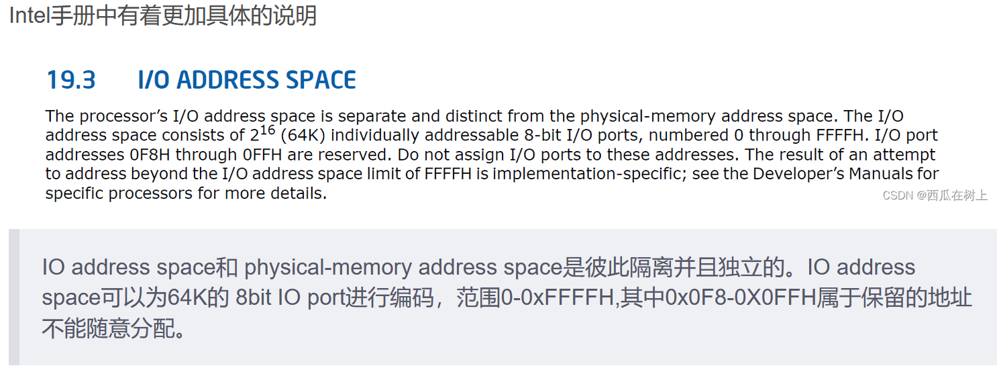 Intel手册中有着更加具体的说明
19.3 I/O ADDRESS SPACE
The processor’s I/O address space is separate and distinct from the physical-memory address space. The I/O
address space consists of 2¹⁶ (64K) individually addressable 8-bit I/O ports, numbered 0 through FFFFH. I/O port
addresses 0F8H through 0FFH are reserved. Do not assign I/O ports to these addresses. The result of an attempt
to address beyond the I/O address space limit of FFFFH is implementation-specific; see the Developer’s Manuals for
specific processors for more details.
CSDN @西瓜在树上
IO address space和 physical-memory address space是彼此隔离并且独立的。IO address
space可以为64K的 8bit IO port进行编码，范围0-0xFFFFH,其中0x0F8-0X0FFH属于保留的地址
不能随意分配。